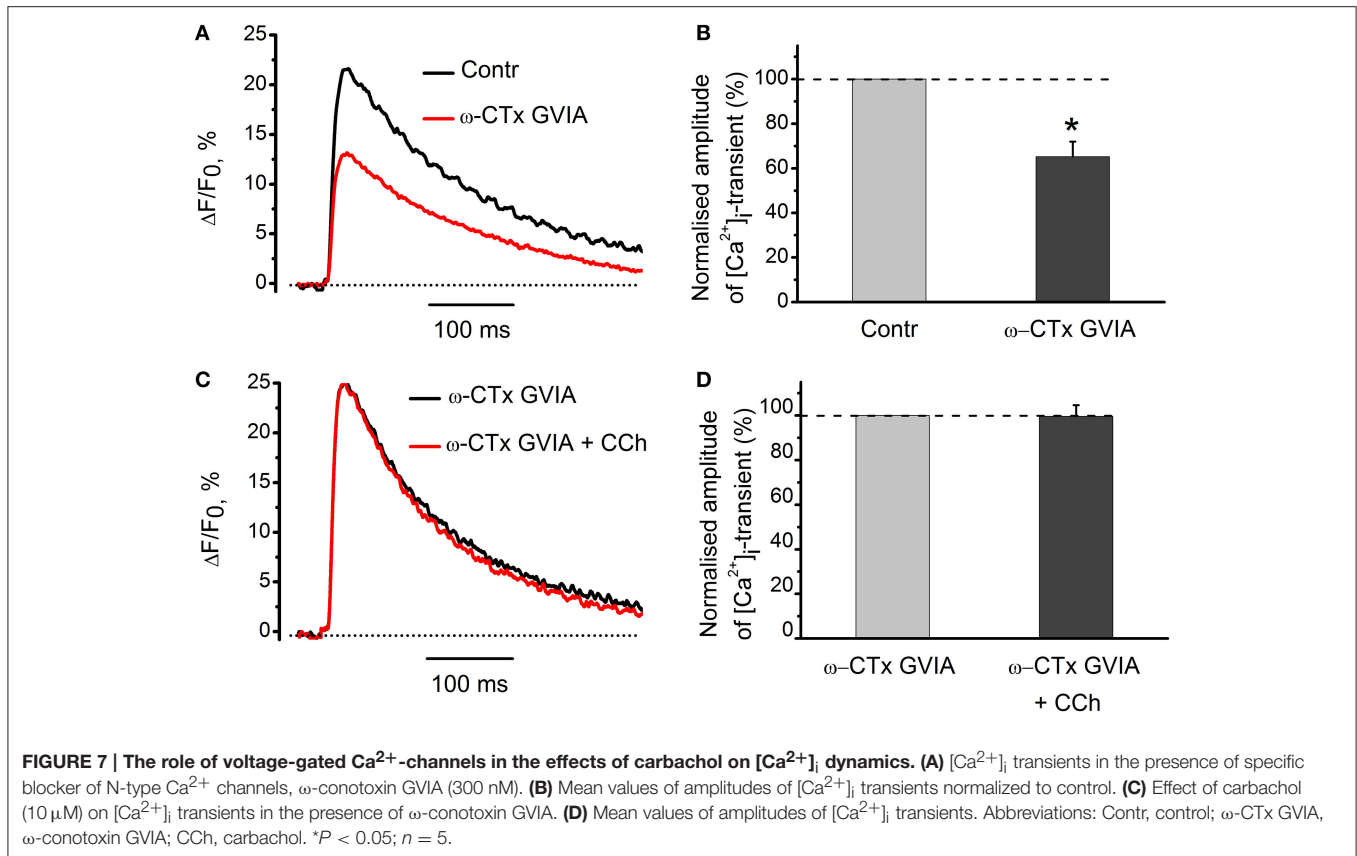 A
25
20
15
10
5
0
ΔF/F0, %
Contr
ω-CTx GVIA
100 ms
B
Normalised amplitude
of [Ca2+]i-transient (%)
100
80
60
40
20
0
*
Contr
ω-CTx GVIA
C
25
20
15
10
5
0
ΔF/F0, %
ω-CTx GVIA
ω-CTx GVIA + CCh
100 ms
D
Normalised amplitude
of [Ca2+]i-transient (%)
100
80
60
40
20
0
ω-CTx GVIA
ω-CTx GVIA
+ CCh
FIGURE 7 | The role of voltage-gated Ca2+-channels in the effects of carbachol on [Ca2+]i dynamics. (A) [Ca2+]i transients in the presence of specific
blocker of N-type Ca2+ channels, ω-conotoxin GVIA (300 nM). (B) Mean values of amplitudes of [Ca2+]i transients normalized to control. (C) Effect of carbachol
(10 μM) on [Ca2+]i transients in the presence of ω-conotoxin GVIA. (D) Mean values of amplitudes of [Ca2+]i transients. Abbreviations: Contr, control; ω-CTx GVIA,
ω-conotoxin GVIA; CCh, carbachol. *P < 0.05; n = 5.